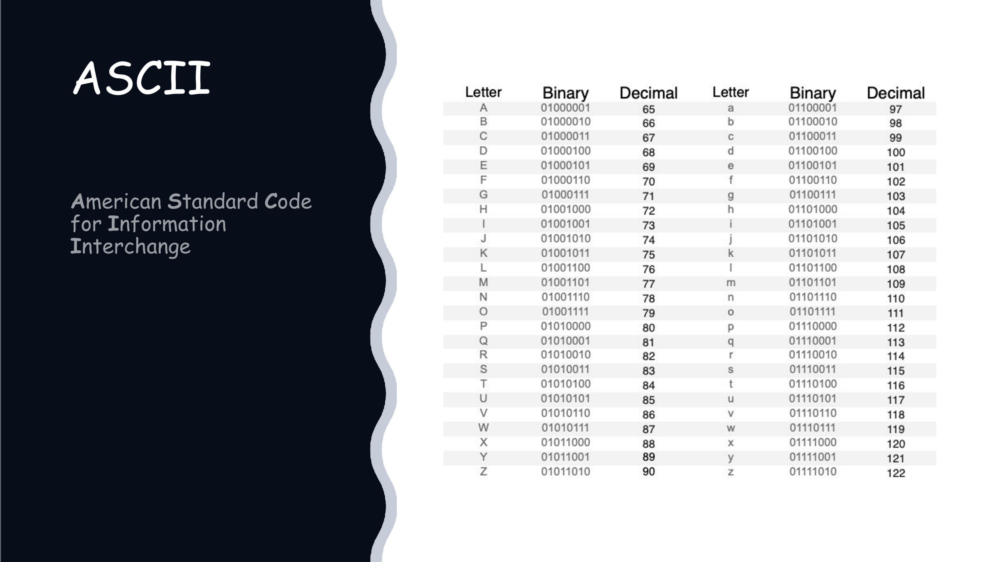 ASCII
American Standard Code
for Information
Interchange
Letter Binary Decimal Letter Binary Decimal
A 01000001 65 a 01100001 97
B 01000010 66 b 01100010 98
C 01000011 67 c 01100011 99
D 01000100 68 d 01100100 100
E 01000101 69 e 01100101 101
F 01000110 70 f 01100110 102
G 01000111 71 g 01100111 103
H 01001000 72 h 01101000 104
I 01001001 73 i 01101001 105
J 01001010 74 j 01101010 106
K 01001011 75 k 01101011 107
L 01001100 76 l 01101100 108
M 01001101 77 m 01101101 109
N 01001110 78 n 01101110 110
O 01001111 79 o 01101111 111
P 01010000 80 p 01110000 112
Q 01010001 81 q 01110001 113
R 01010010 82 r 01110010 114
S 01010011 83 s 01110011 115
T 01010100 84 t 01110100 116
U 01010101 85 u 01110101 117
V 01010110 86 v 01110110 118
W 01010111 87 w 01110111 119
X 01011000 88 x 01111000 120
Y 01011001 89 y 01111001 121
Z 01011010 90 z 01111010 122